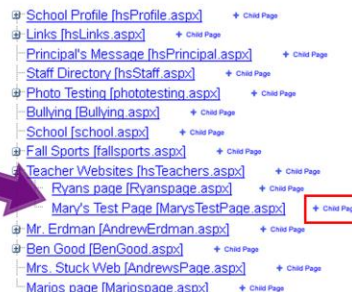 School Profile [hsProfile.aspx] + Child Page
Links [hsLinks.aspx] + Child Page
Principal's Message [hsPrincipal.aspx] + Child Page
Staff Directory [hsStaff.aspx] + Child Page
Photo Testing [phototesting.aspx] + Child Page
Bullying [Bullying.aspx] + Child Page
School [school.aspx] + Child Page
Fall Sports [fallsports.aspx] + Child Page
Teacher Websites [hsTeachers.aspx] + Child Page
Ryans page [Ryanspage.aspx] + Child Page
Mary's Test Page [MarysTestPage.aspx] + Child Page
Mr. Erdman [AndrewErdman.aspx] + Child Page
Ben Good [BenGood.aspx] + Child Page
Mrs. Stuck Web [AndrewsPage.aspx] + Child Page
Marios page [Mariospage.aspx] + Child Page